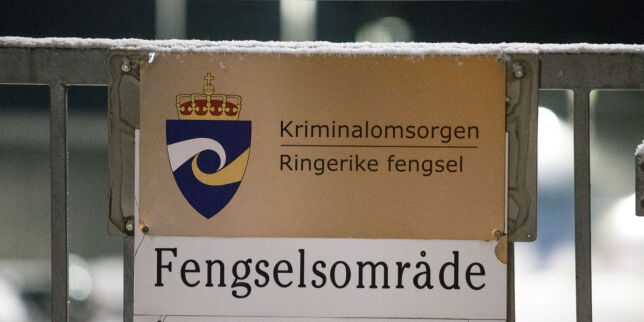 Kriminalomsorgen
Ringerike fengsel
Fengselsområde